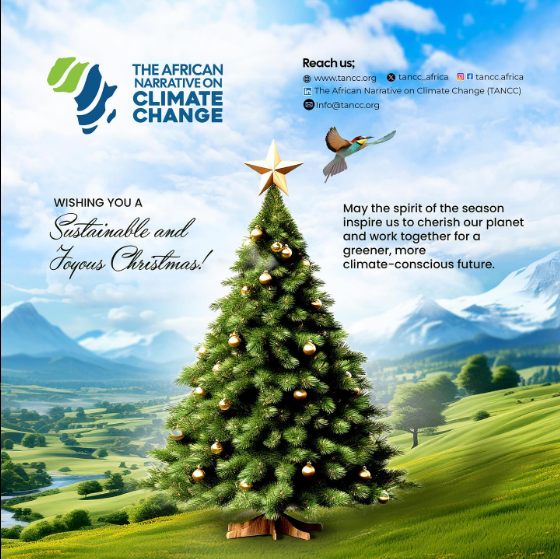 THE AFRICAN
NARRATIVE ON
CLIMATE
CHANGE
Reach us;
www.tancc.org tancc_africa tancc.africa
The African Narrative on Climate Change (TANCC)
Info@tancc.org
WISHING YOU A
Sustainable and
Joyous Christmas!
May the spirit of the season
inspire us to cherish our planet
and work together for a
greener, more
climate-conscious future.